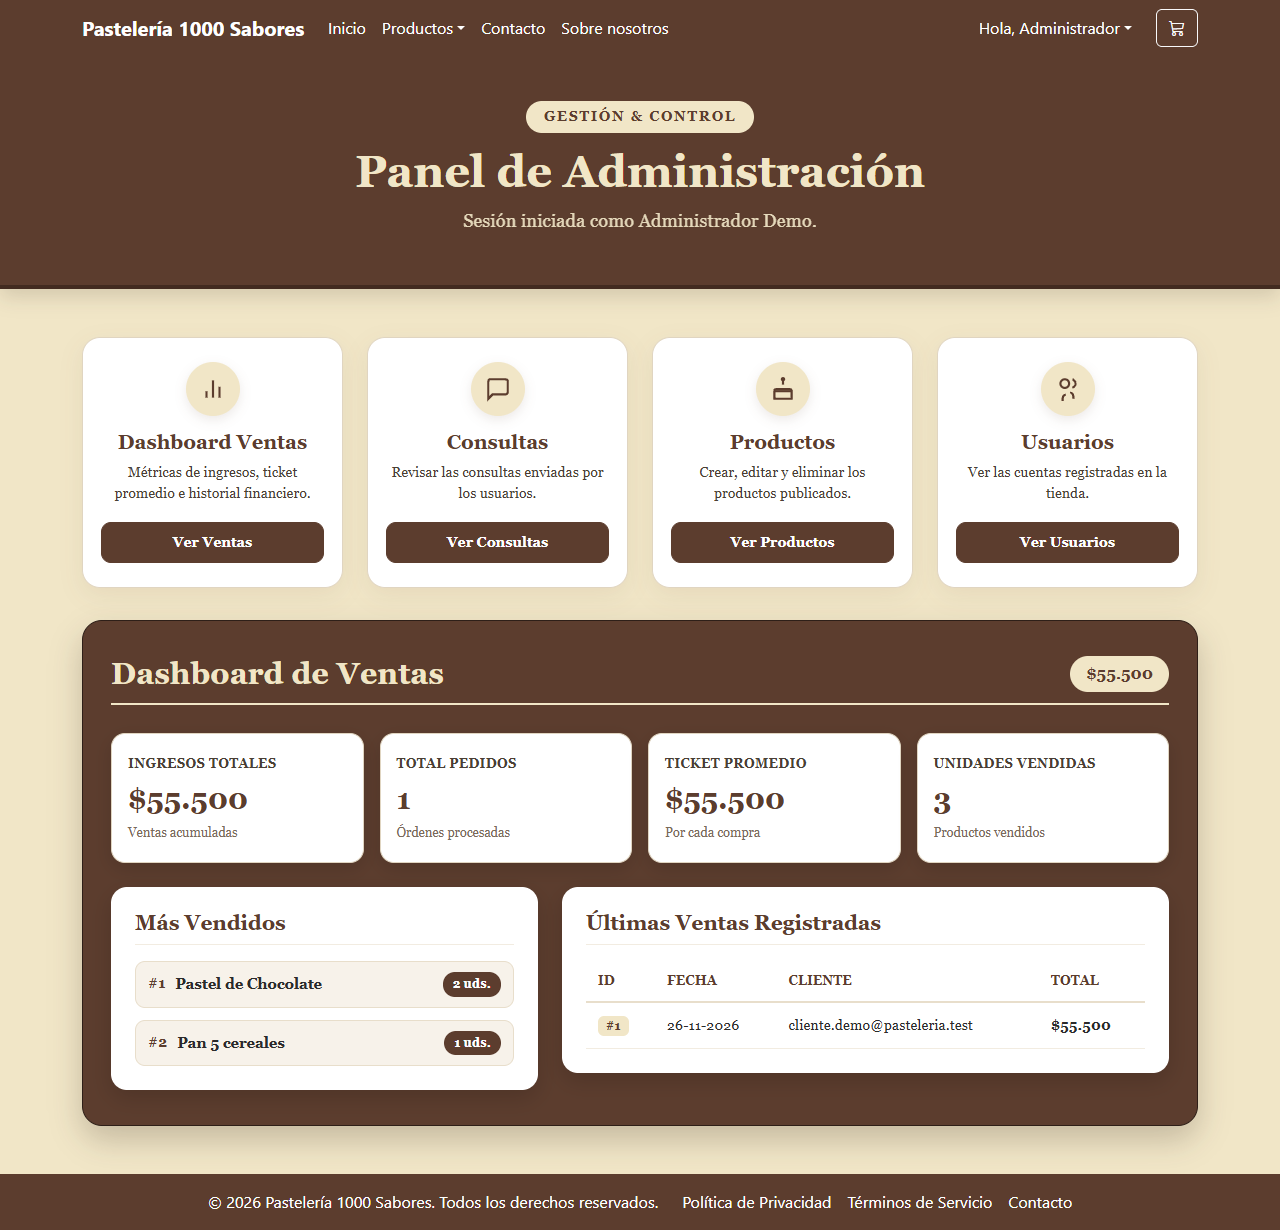 Pastelería 1000 Sabores Inicio Productos Contacto Sobre nosotros Hola, Administrador
GESTIÓN & CONTROL
Panel de Administración
Sesión iniciada como Administrador Demo.
Dashboard Ventas
Métricas de ingresos, ticket
promedio e historial financiero.
Ver Ventas
Consultas
Revisar las consultas enviadas por
los usuarios.
Ver Consultas
Productos
Crear, editar y eliminar los
productos publicados.
Ver Productos
Usuarios
Ver las cuentas registradas en la
tienda.
Ver Usuarios
Dashboard de Ventas $55.500
INGRESOS TOTALES
$55.500
Ventas acumuladas
TOTAL PEDIDOS
1
Órdenes procesadas
TICKET PROMEDIO
$55.500
Por cada compra
UNIDADES VENDIDAS
3
Productos vendidos
Más Vendidos
#1 Pastel de Chocolate 2 uds.
#2 Pan 5 cereales 1 uds.
Últimas Ventas Registradas
ID FECHA CLIENTE TOTAL
#1 26-11-2026 cliente.demo@pasteleria.test $55.500
© 2026 Pastelería 1000 Sabores. Todos los derechos reservados. Política de Privacidad Términos de Servicio Contacto